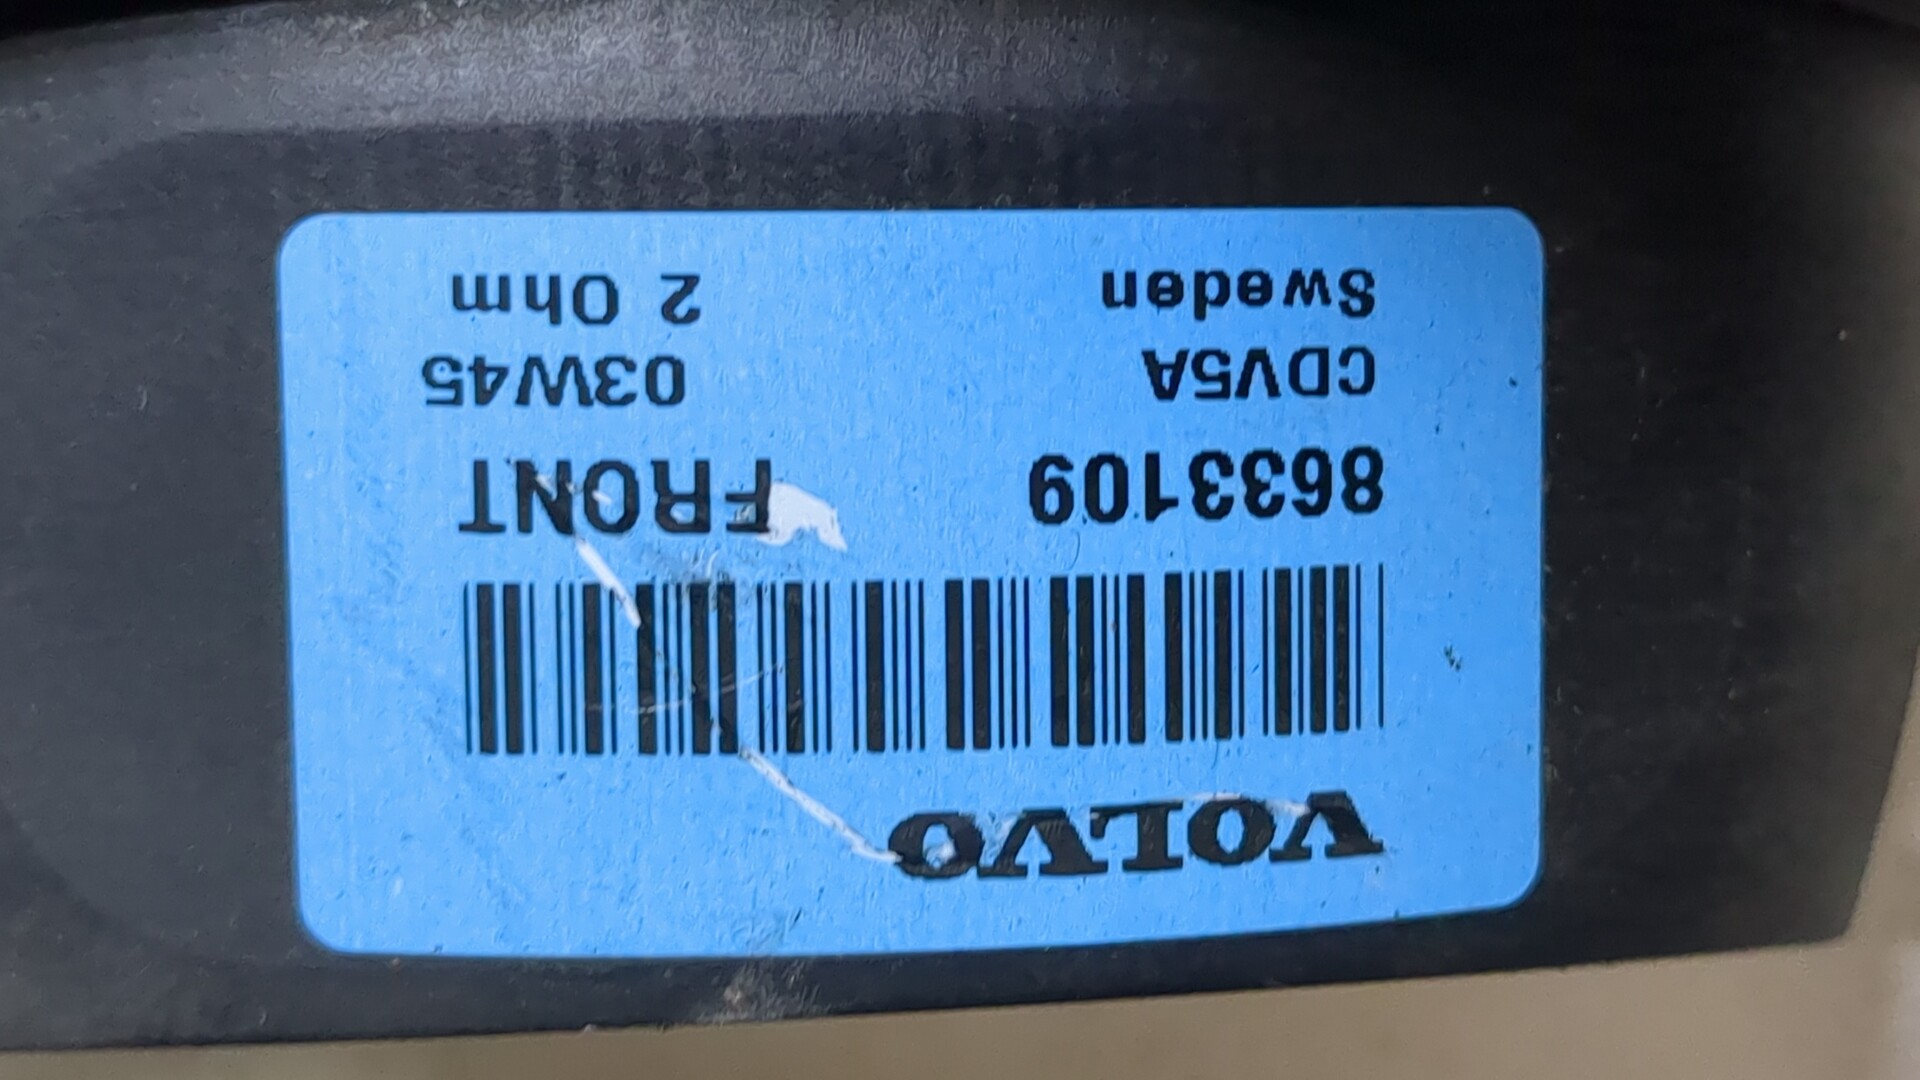 VOLVO
8633109 FRONT
CDV5A 03W45
Sweden 2 Ohm